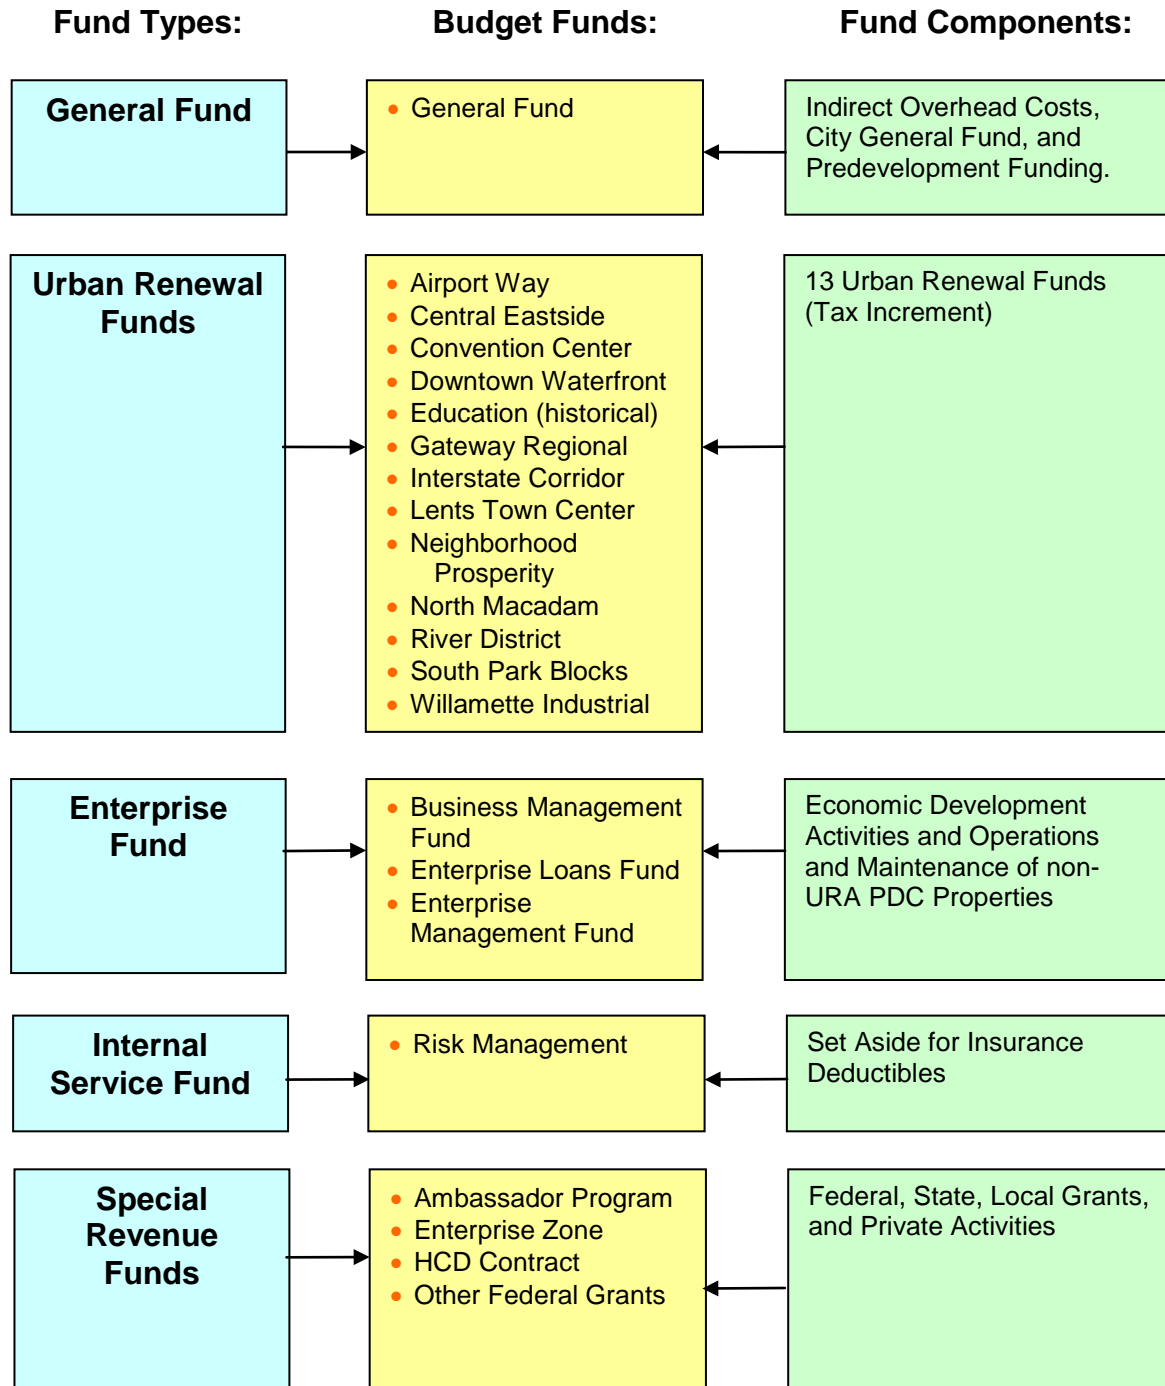 Fund Types:
Budget Funds:
Fund Components:
General Fund
• General Fund
Indirect Overhead Costs,
City General Fund, and
Predevelopment Funding.
Urban Renewal
Funds
• Airport Way
• Central Eastside
• Convention Center
• Downtown Waterfront
• Education (historical)
• Gateway Regional
• Interstate Corridor
• Lents Town Center
• Neighborhood
Prosperity
• North Macadam
• River District
• South Park Blocks
• Willamette Industrial
13 Urban Renewal Funds
(Tax Increment)
Enterprise
Fund
• Business Management
Fund
• Enterprise Loans Fund
• Enterprise
Management Fund
Economic Development
Activities and Operations
and Maintenance of non-
URA PDC Properties
Internal
Service Fund
• Risk Management
Set Aside for Insurance
Deductibles
Special
Revenue
Funds
• Ambassador Program
• Enterprise Zone
• HCD Contract
• Other Federal Grants
Federal, State, Local Grants,
and Private Activities